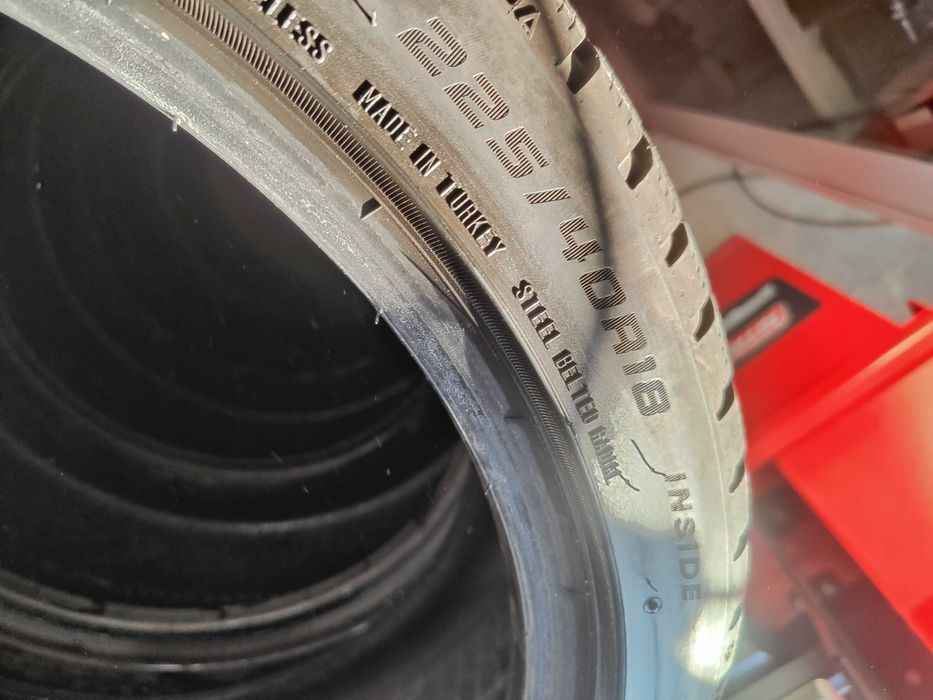 225/40R18
MADE IN TURKEY STEEL BELTED RADIAL
INSIDE